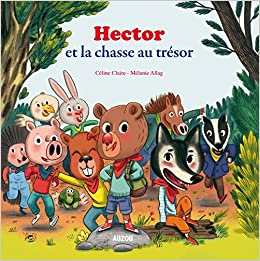 Hector
et la chasse au trésor
Céline Claire - Mélanie Allag
AUZOU